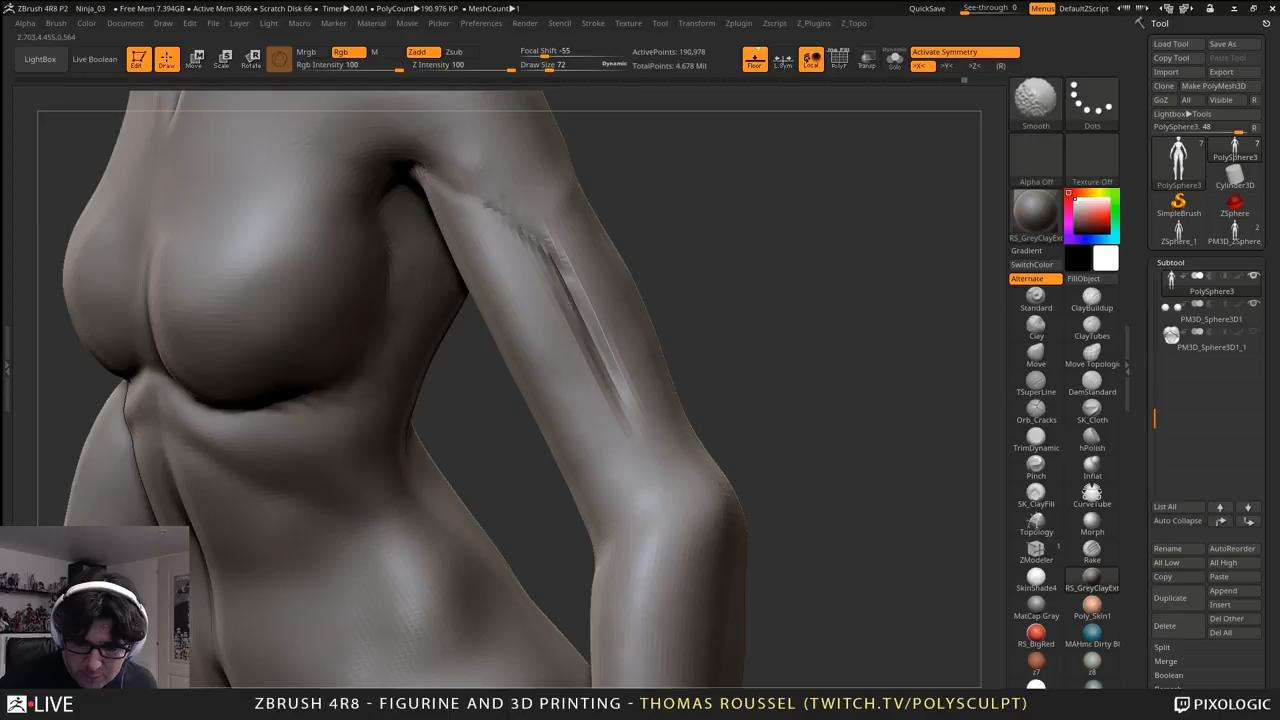 ZBrush 4R8 P2 Ninja_03 • Free Mem 7.394GB • Active Mem 3606 • Scratch Disk 66 • Timer▶0.001 • PolyCount▶190.976 KP • MeshCount▶1
QuickSave See-through 0 Menus DefaultZScript
Alpha Brush Color Document Draw Edit File Layer Light Macro Marker Material Movie Picker Preferences Render Stencil Stroke Texture Tool Transform Zplugin Zscript Z_Plugins Z_Topo
2.703,4.455,0.564
LightBox Live Boolean Edit Draw Move Scale Rotate
Mrgb Rgb M
Rgb Intensity 100
Zadd Zsub
Z Intensity 100
Focal Shift -55
Draw Size 72 Dynamic
ActivePoints: 190,978
TotalPoints: 4.678 Mil
Floor L.Sym Local PolyF Transp
Dynamic
Solo
Activate Symmetry
>X< >Y< >Z< (R)
Smooth Dots
Alpha Off Texture Off
RS_GreyClayExt
Gradient
SwitchColor
Alternate FillObject
Standard ClayBuildup
Clay ClayTubes
Move Move Topologic
TSuperLine DamStandard
Orb_Cracks SK_Cloth
TrimDynamic hPolish
Pinch Inflat
SK_ClayFill CurveTube
Topology Morph
ZModeler 1 Rake
SkinShade4 RS_GreyClayExt
MatCap Gray Poly_Skin1
RS_BigRed MAHmc Dirty Bl
z7 z8
Tool
Load Tool Save As
Copy Tool Paste Tool
Import Export
Clone Make PolyMesh3D
GoZ All Visible R
Lightbox▶Tools
PolySphere3. 48 R
7 7
PolySphere3 PolySphere3
Cylinder3D
SimpleBrush ZSphere
2
ZSphere_1 PM3D_ZSphere_
Subtool
PolySphere3
PM3D_Sphere3D1
PM3D_Sphere3D1_1
List All
Auto Collapse
Rename AutoReorder
All Low All High
Copy Paste
Duplicate Append
Insert
Delete Del Other
Del All
Split
Merge
Boolean
LIVE
ZBRUSH 4R8 - FIGURINE AND 3D PRINTING - THOMAS ROUSSEL (TWITCH.TV/POLYSCULPT)
PIXOLOGIC